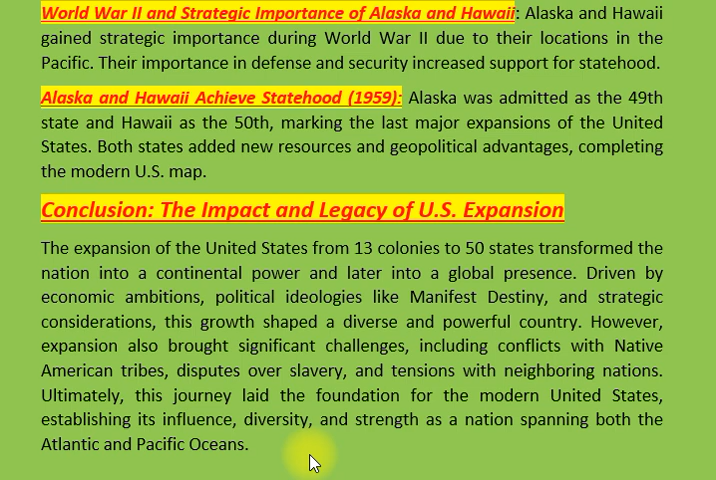 World War II and Strategic Importance of Alaska and Hawaii: Alaska and Hawaii
gained strategic importance during World War II due to their locations in the
Pacific. Their importance in defense and security increased support for statehood.
Alaska and Hawaii Achieve Statehood (1959): Alaska was admitted as the 49th
state and Hawaii as the 50th, marking the last major expansions of the United
States. Both states added new resources and geopolitical advantages, completing
the modern U.S. map.
Conclusion: The Impact and Legacy of U.S. Expansion
The expansion of the United States from 13 colonies to 50 states transformed the
nation into a continental power and later into a global presence. Driven by
economic ambitions, political ideologies like Manifest Destiny, and strategic
considerations, this growth shaped a diverse and powerful country. However,
expansion also brought significant challenges, including conflicts with Native
American tribes, disputes over slavery, and tensions with neighboring nations.
Ultimately, this journey laid the foundation for the modern United States,
establishing its influence, diversity, and strength as a nation spanning both the
Atlantic and Pacific Oceans.